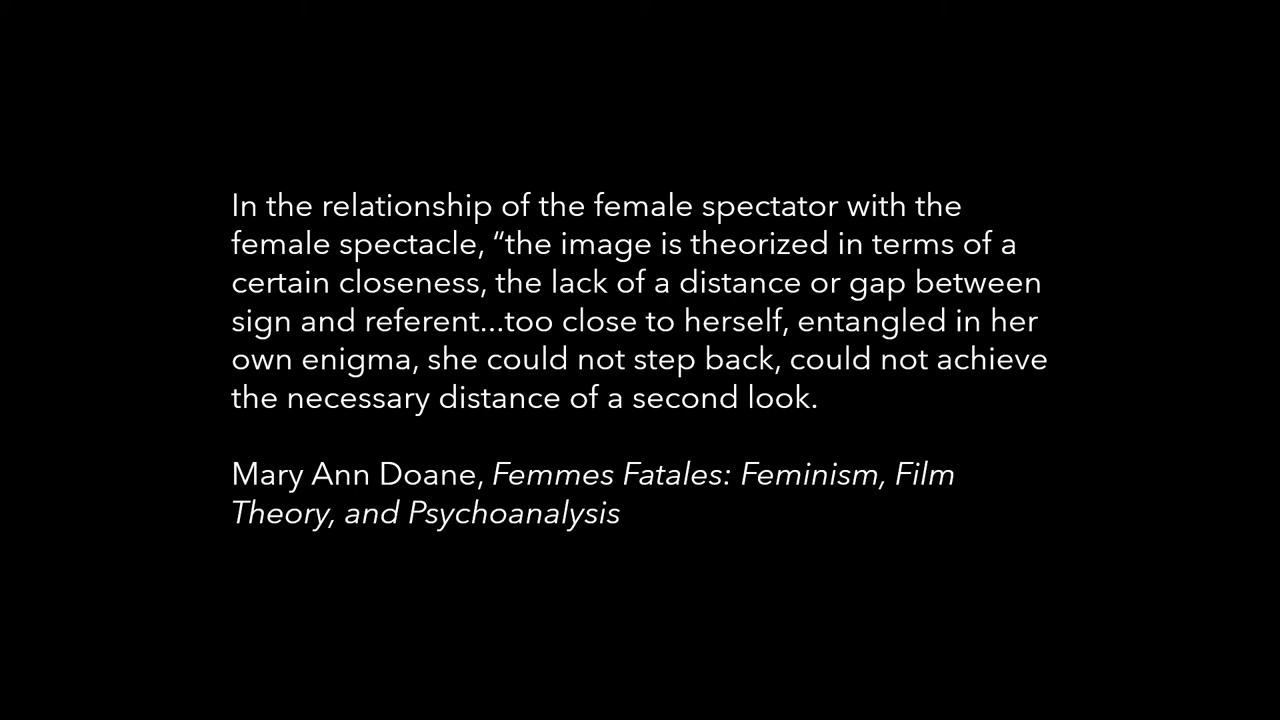 In the relationship of the female spectator with the
female spectacle, “the image is theorized in terms of a
certain closeness, the lack of a distance or gap between
sign and referent...too close to herself, entangled in her
own enigma, she could not step back, could not achieve
the necessary distance of a second look.
Mary Ann Doane, Femmes Fatales: Feminism, Film
Theory, and Psychoanalysis